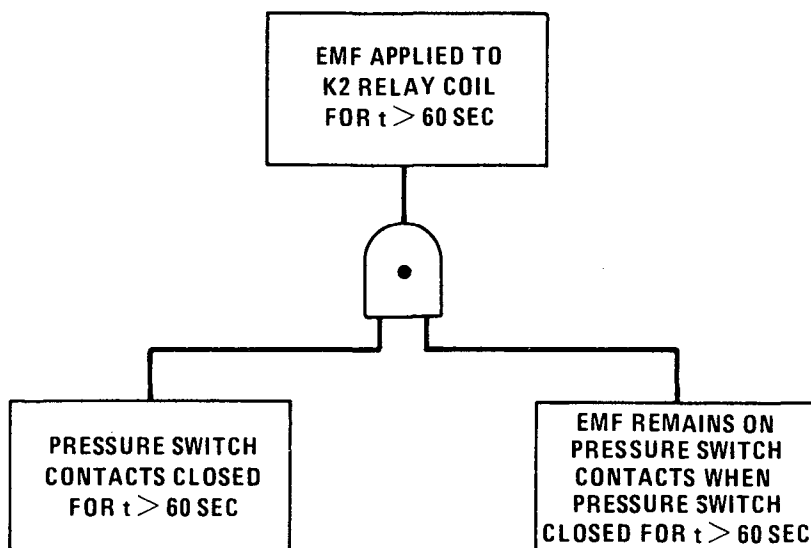 EMF APPLIED TO
K2 RELAY COIL
FOR t > 60 SEC
PRESSURE SWITCH
CONTACTS CLOSED
FOR t > 60 SEC
EMF REMAINS ON
PRESSURE SWITCH
CONTACTS WHEN
PRESSURE SWITCH
CLOSED FOR t > 60 SEC